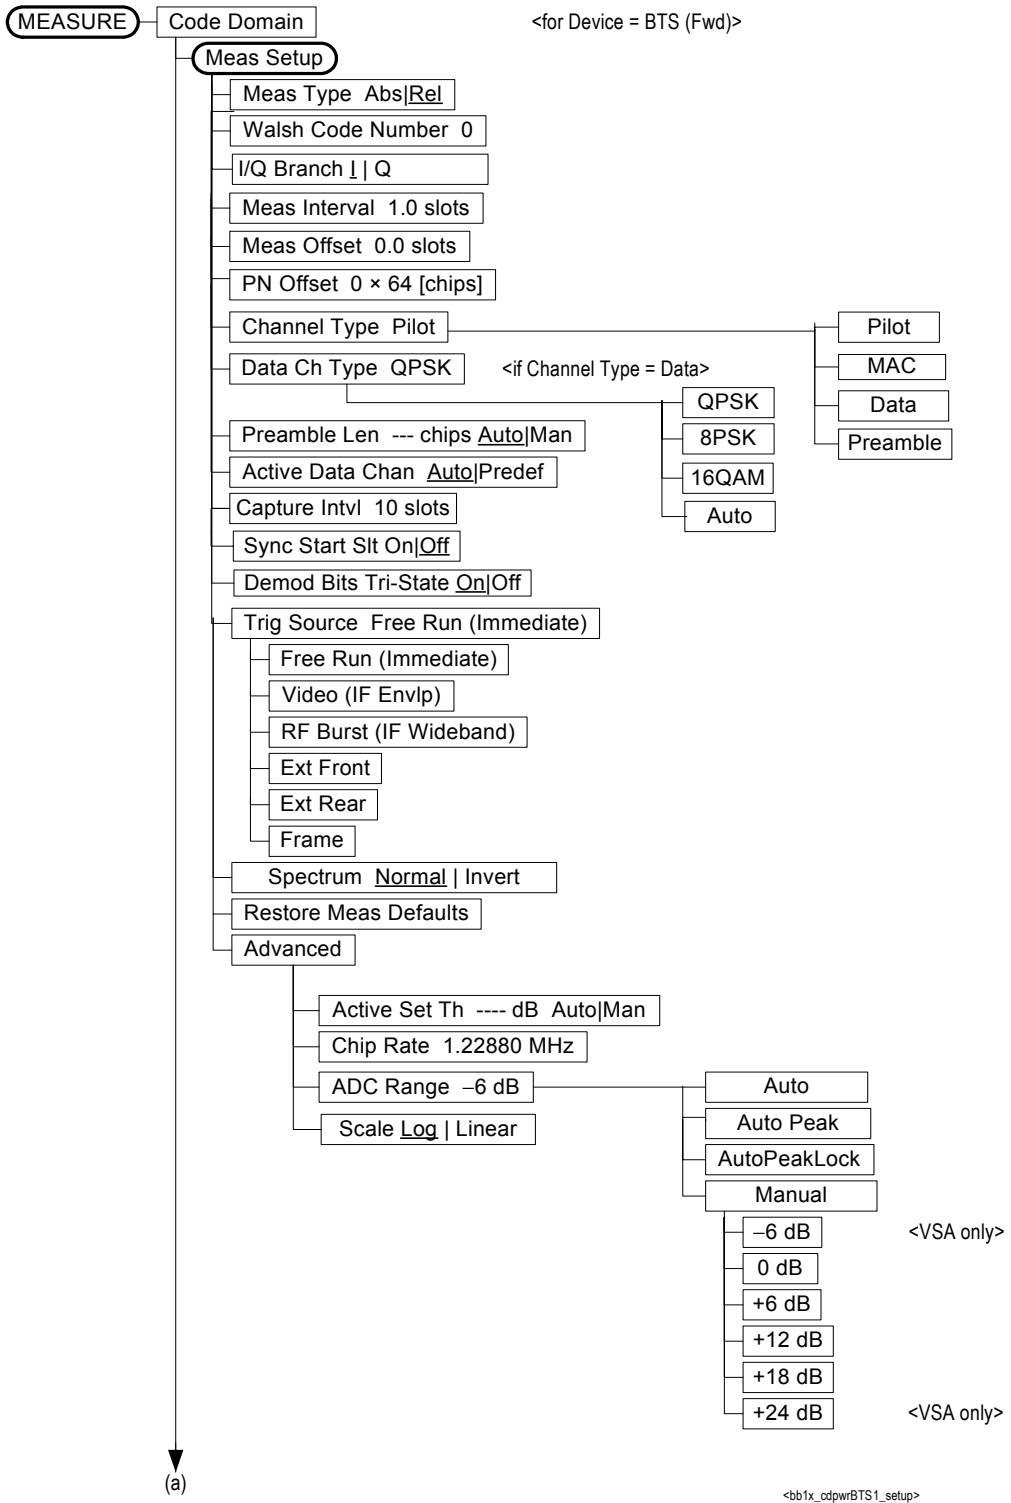 MEASURE Code Domain <for Device = BTS (Fwd)>
Meas Setup
Meas Type Abs|Rel
Walsh Code Number 0
I/Q Branch I | Q
Meas Interval 1.0 slots
Meas Offset 0.0 slots
PN Offset 0 × 64 [chips]
Channel Type Pilot
Pilot
MAC
Data
Preamble
Data Ch Type QPSK <if Channel Type = Data>
QPSK
8PSK
16QAM
Auto
Preamble Len --- chips Auto|Man
Active Data Chan Auto|Predef
Capture Intvl 10 slots
Sync Start Slt On|Off
Demod Bits Tri-State On|Off
Trig Source Free Run (Immediate)
Free Run (Immediate)
Video (IF Envlp)
RF Burst (IF Wideband)
Ext Front
Ext Rear
Frame
Spectrum Normal | Invert
Restore Meas Defaults
Advanced
Active Set Th ---- dB Auto|Man
Chip Rate 1.22880 MHz
ADC Range –6 dB
Auto
Auto Peak
AutoPeakLock
Manual
–6 dB <VSA only>
0 dB
+6 dB
+12 dB
+18 dB
+24 dB <VSA only>
Scale Log | Linear
(a)
<bb1x_cdpwrBTS1_setup>